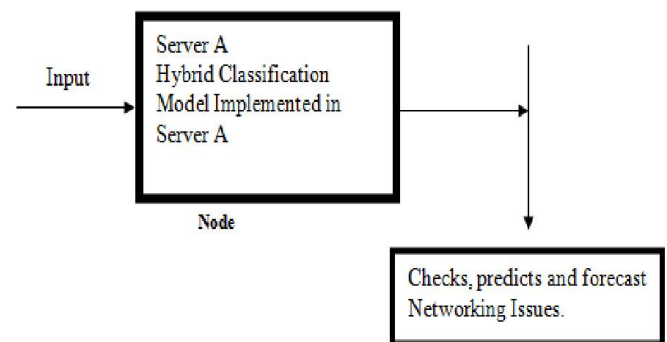 Input
Server A
Hybrid Classification
Model Implemented in
Server A
Node
Checks, predicts and forecast
Networking Issues.